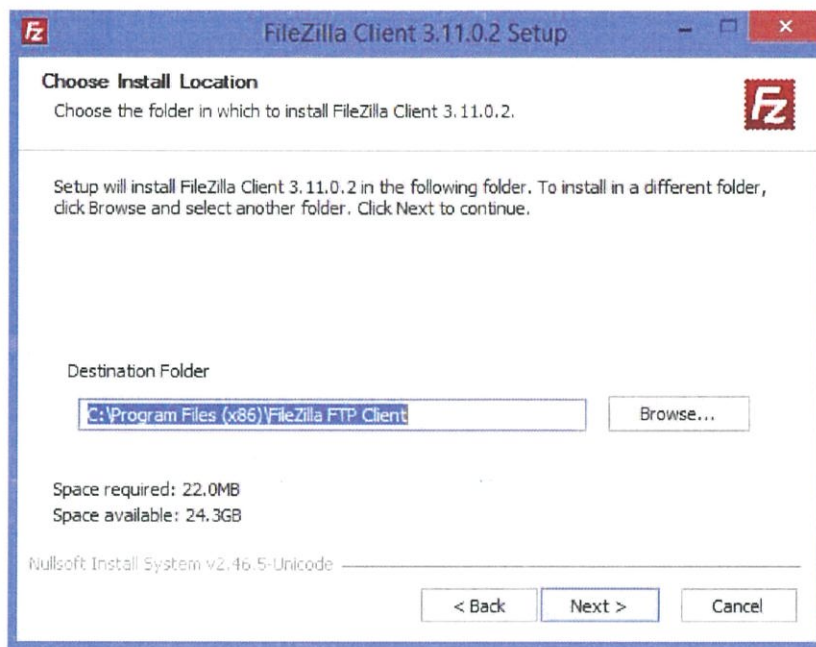 Fz FileZilla Client 3.11.0.2 Setup
Choose Install Location
Choose the folder in which to install FileZilla Client 3.11.0.2.
Fz
Setup will install FileZilla Client 3.11.0.2 in the following folder. To install in a different folder,
click Browse and select another folder. Click Next to continue.
Destination Folder
C:\Program Files (x86)\FileZilla FTP Client Browse...
Space required: 22.0MB
Space available: 24.3GB
Nullsoft Install System v2.46.5-Unicode
< Back Next > Cancel